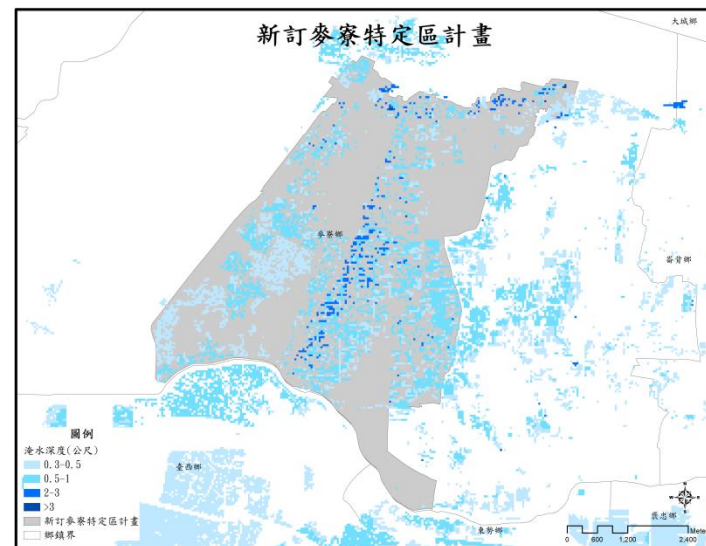 新訂麥寮特定區計畫
大城鄉
麥寮鄉
崙背鄉
圖例
淹水深度(公尺)
0.3-0.5
0.5-1
2-3
>3
新訂麥寮特定區計畫
鄉鎮界
臺西鄉
東勢鄉
褒忠鄉
0 600 1,200 2,400
Mete